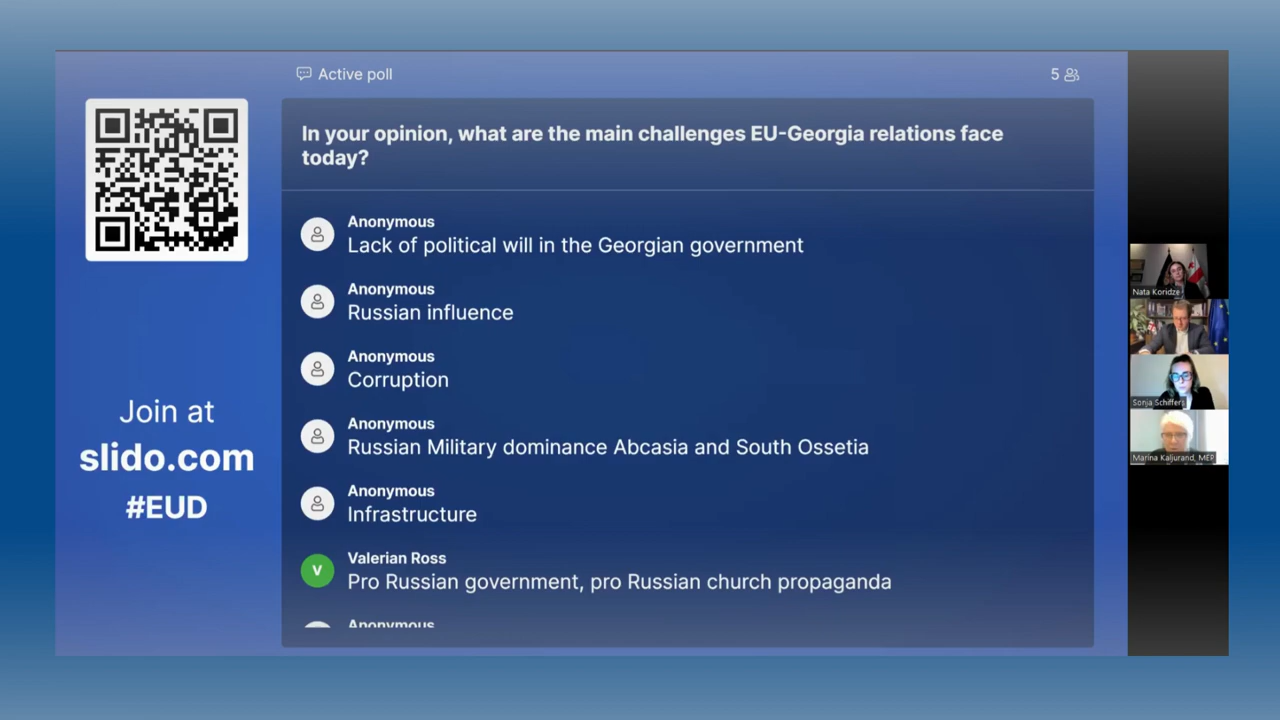 Active poll
5
In your opinion, what are the main challenges EU-Georgia relations face
today?
Anonymous
Lack of political will in the Georgian government
Anonymous
Russian influence
Anonymous
Corruption
Anonymous
Russian Military dominance Abcasia and South Ossetia
Anonymous
Infrastructure
V
Valerian Ross
Pro Russian government, pro Russian church propaganda
Anonymous
Join at
slido.com
#EUD
Nata Koridze
Sonja Schiffers
Marina Kaljurand, MEP